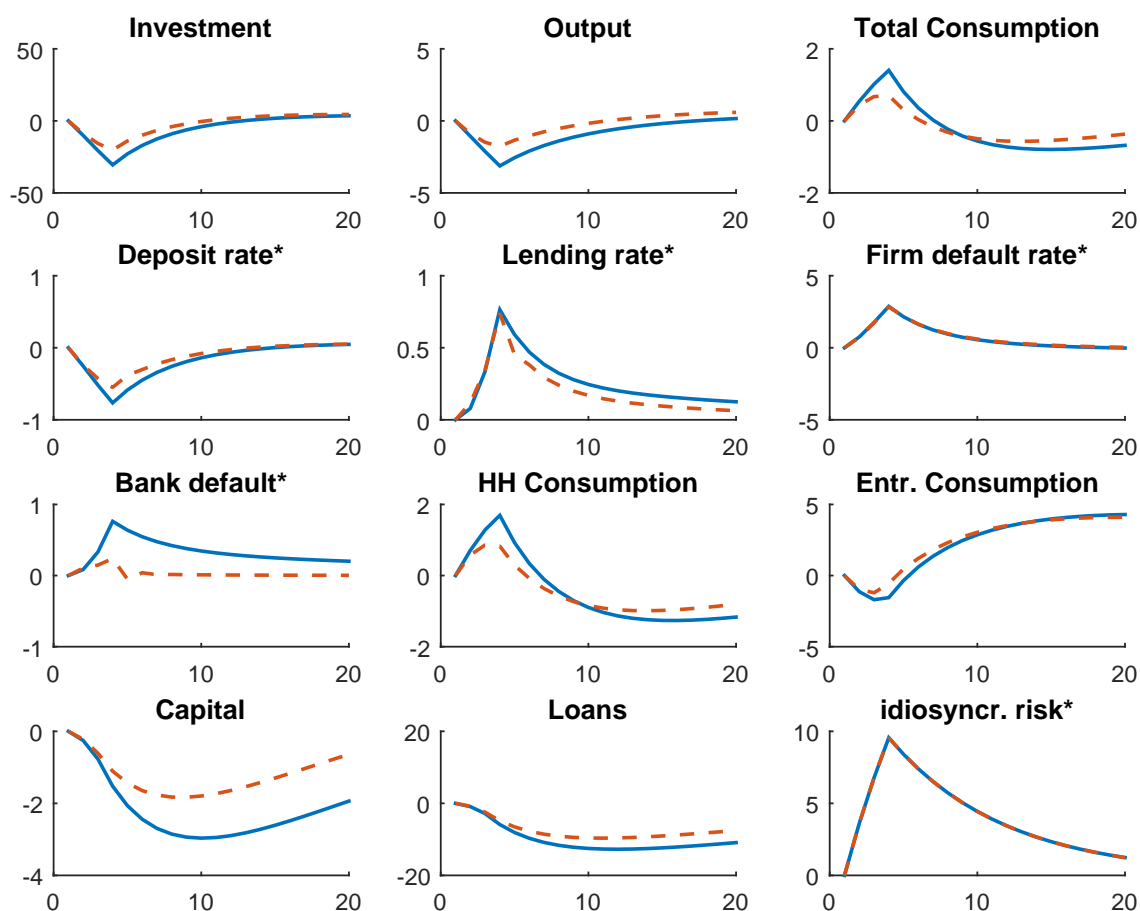 Investment
50
0
-50
0 10 20
Output
5
0
-5
0 10 20
Total Consumption
2
0
-2
0 10 20
Deposit rate*
1
0
-1
0 10 20
Lending rate*
1
0.5
0
0 10 20
Firm default rate*
5
0
-5
0 10 20
Bank default*
1
0
-1
0 10 20
HH Consumption
2
0
-2
0 10 20
Entr. Consumption
5
0
-5
0 10 20
Capital
0
-2
-4
0 10 20
Loans
20
0
-20
0 10 20
idiosyncr. risk*
10
5
0
0 10 20